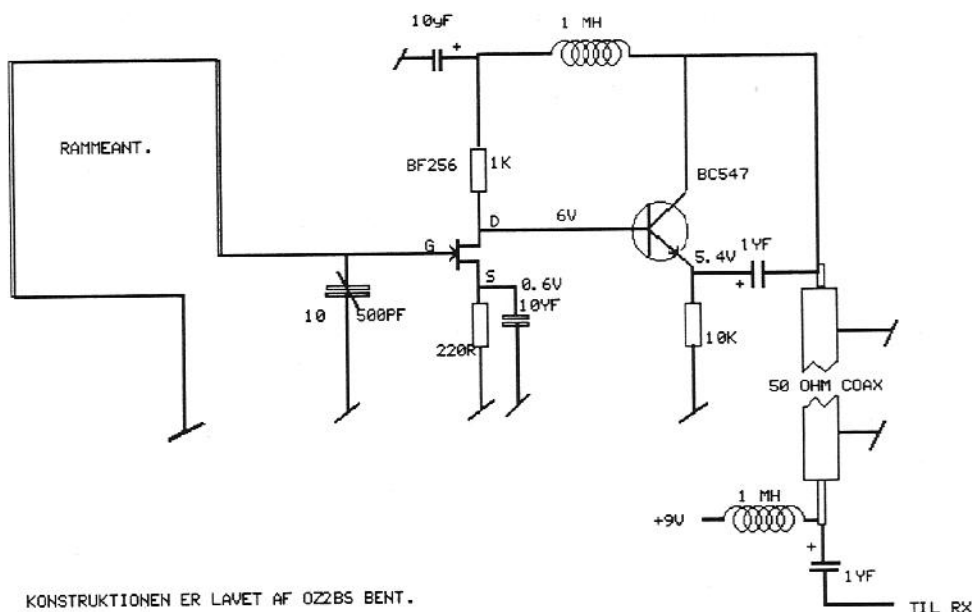 10yF
+
1 MH
RAMMEANT.
BF256
1K
BC547
D
6V
G
5.4V
1YF
+
S
0.6V
10YF
10
500PF
220R
10K
50 OHM COAX
1 MH
+9V
+
1YF
KONSTRUKTIONEN ER LAVET AF OZ2BS BENT.
TIL RX